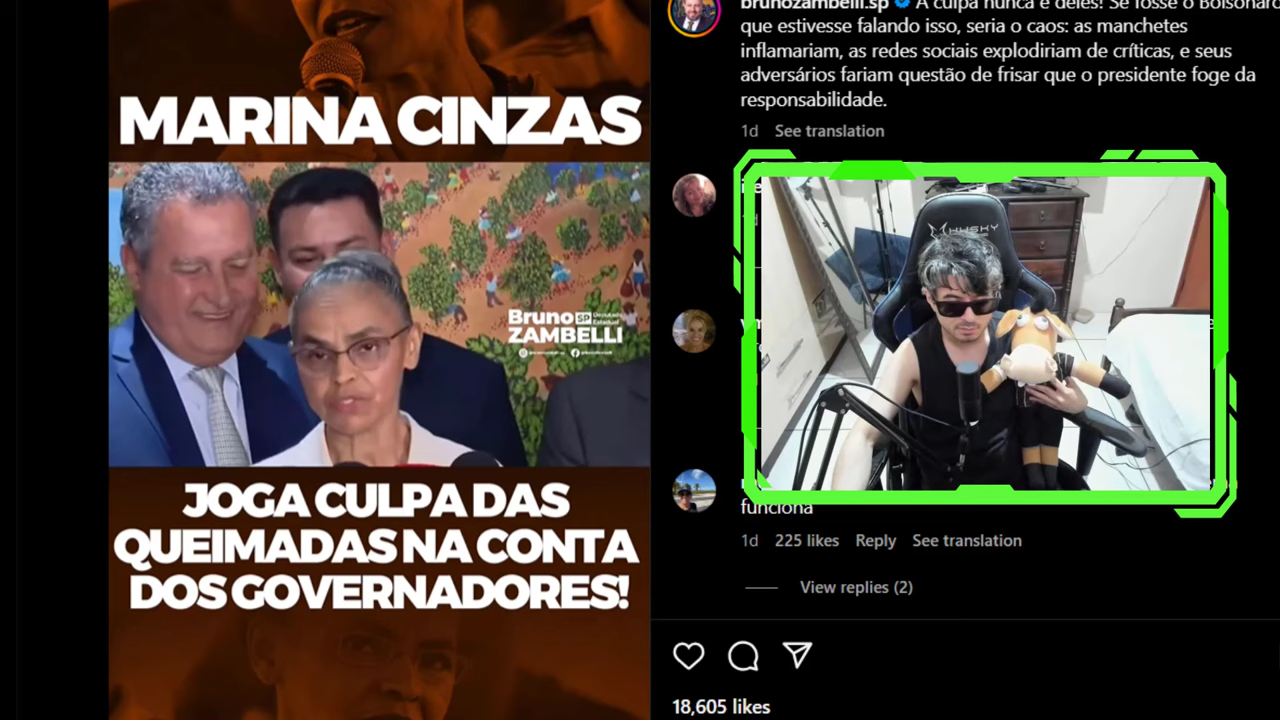 MARINA CINZAS
Bruno SP Deputado Estadual
ZAMBELLI
JOGA CULPA DAS
QUEIMADAS NA CONTA
DOS GOVERNADORES!
brunozambelli.sp A culpa nunca é deles! Se fosse o Bolsonaro
que estivesse falando isso, seria o caos: as manchetes
inflamariam, as redes sociais explodiriam de críticas, e seus
adversários fariam questão de frisar que o presidente foge da
responsabilidade.
1d See translation
HUSKY
funciona
1d 225 likes Reply See translation
View replies (2)
18,605 likes